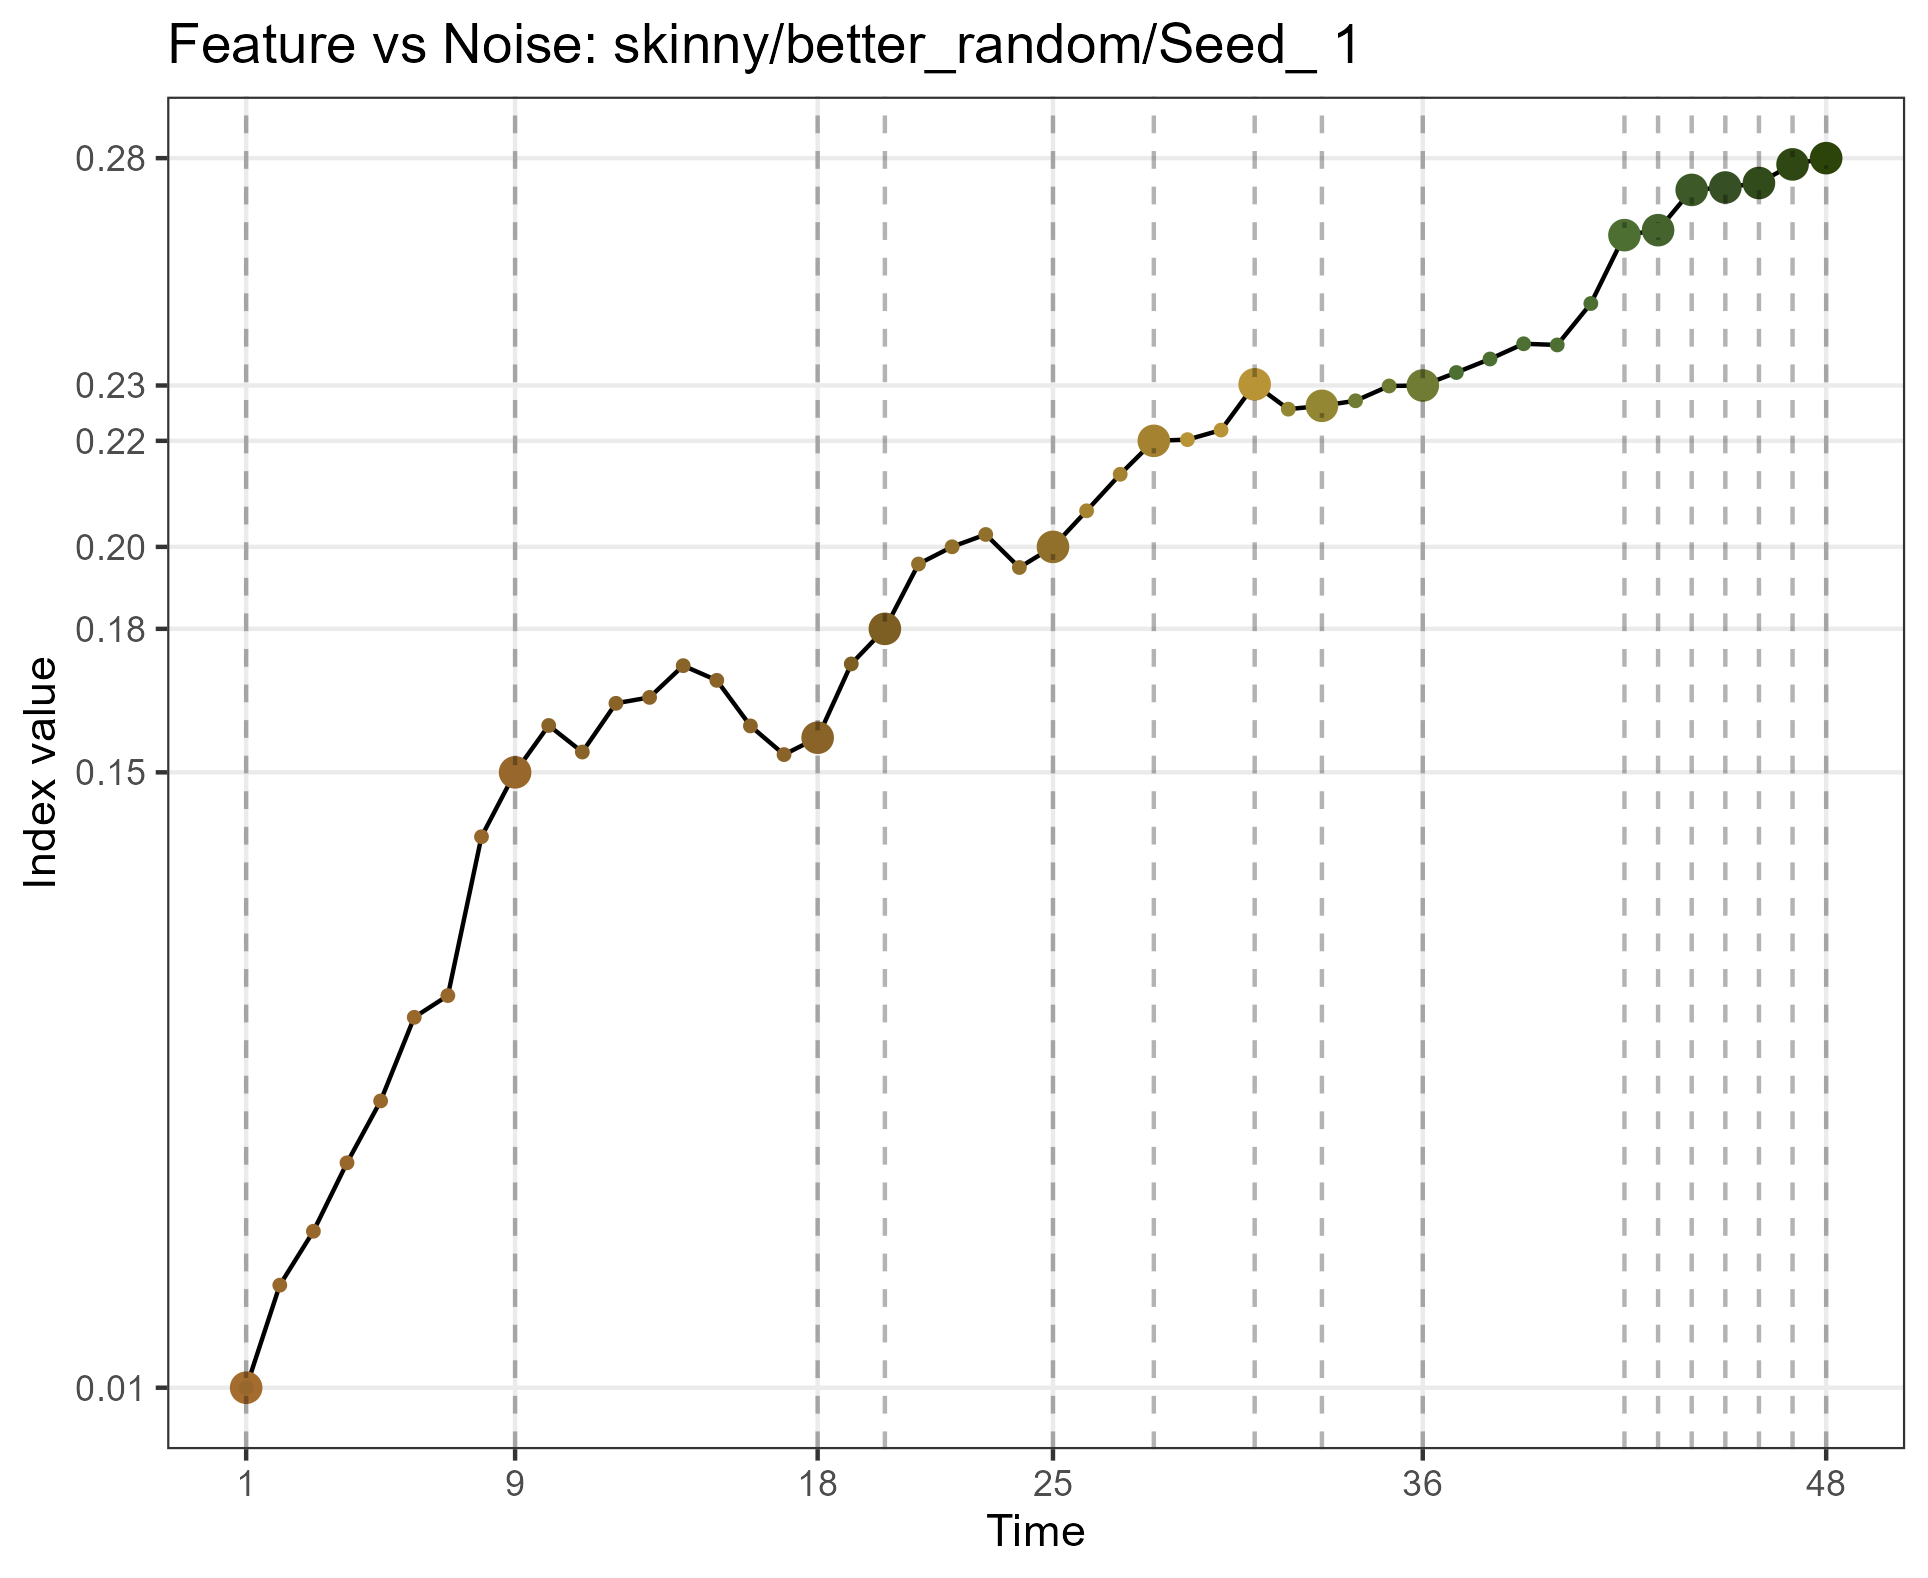 Feature vs Noise: skinny/better_random/Seed_ 1
0.28
0.23
0.22
0.20
0.18
0.15
0.01
Index value
1 9 18 25 36 48
Time